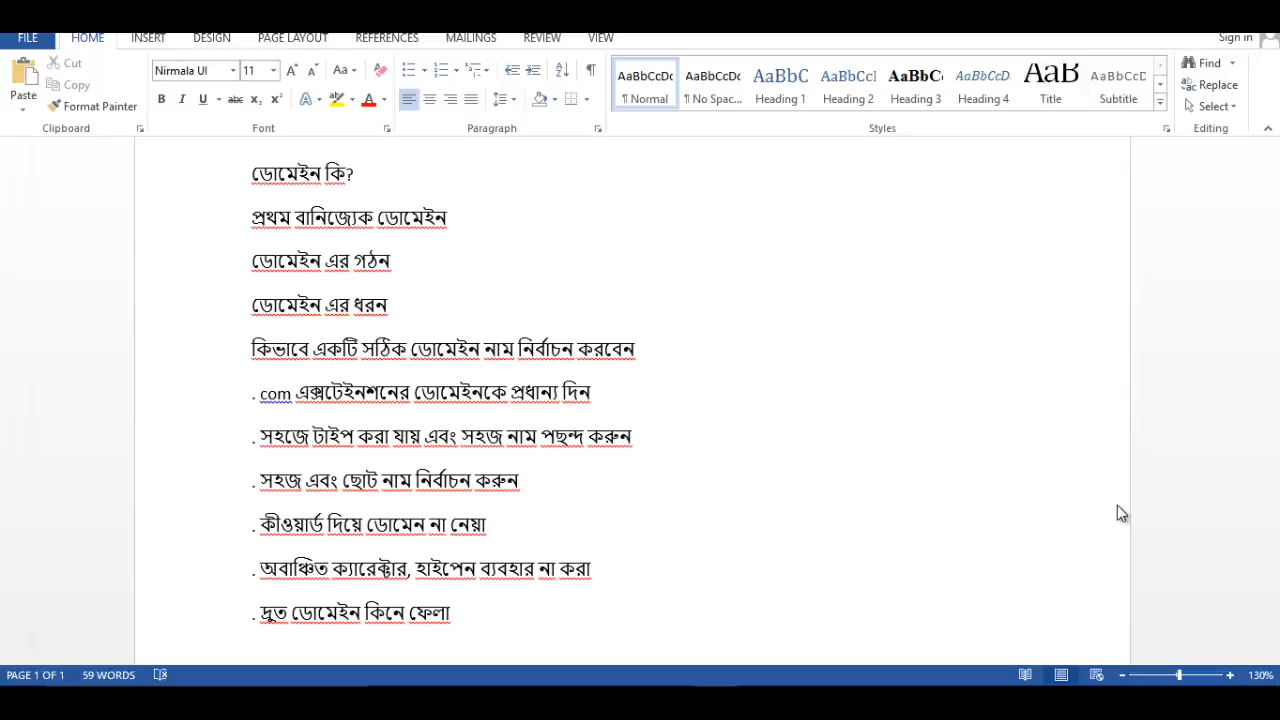 FILE HOME INSERT DESIGN PAGE LAYOUT REFERENCES MAILINGS REVIEW VIEW Sign in
Cut
Copy
Format Painter
Paste
Clipboard
Nirmala UI 11
Font
Paragraph
AaBbCcDc AaBbCcDc AaBbC AaBbCcI AaBbCc AaBbCcD AaB AaBbCcD
¶ Normal ¶ No Spac... Heading 1 Heading 2 Heading 3 Heading 4 Title Subtitle
Styles
Find
Replace
Select
Editing
ডোমেইন কি?
প্রথম বানিজ্যেক ডোমেইন
ডোমেইন এর গঠন
ডোমেইন এর ধরন
কিভাবে একটি সঠিক ডোমেইন নাম নির্বাচন করবেন
. com এক্সটেইনশনের ডোমেইনকে প্রধান্য দিন
. সহজে টাইপ করা যায় এবং সহজ নাম পছন্দ করুন
. সহজ এবং ছোট নাম নির্বাচন করুন
. কীওয়ার্ড দিয়ে ডোমেন না নেয়া
. অবাঞ্চিত ক্যারেক্টার, হাইপেন ব্যবহার না করা
. দ্রুত ডোমেইন কিনে ফেলা
PAGE 1 OF 1 59 WORDS 130%